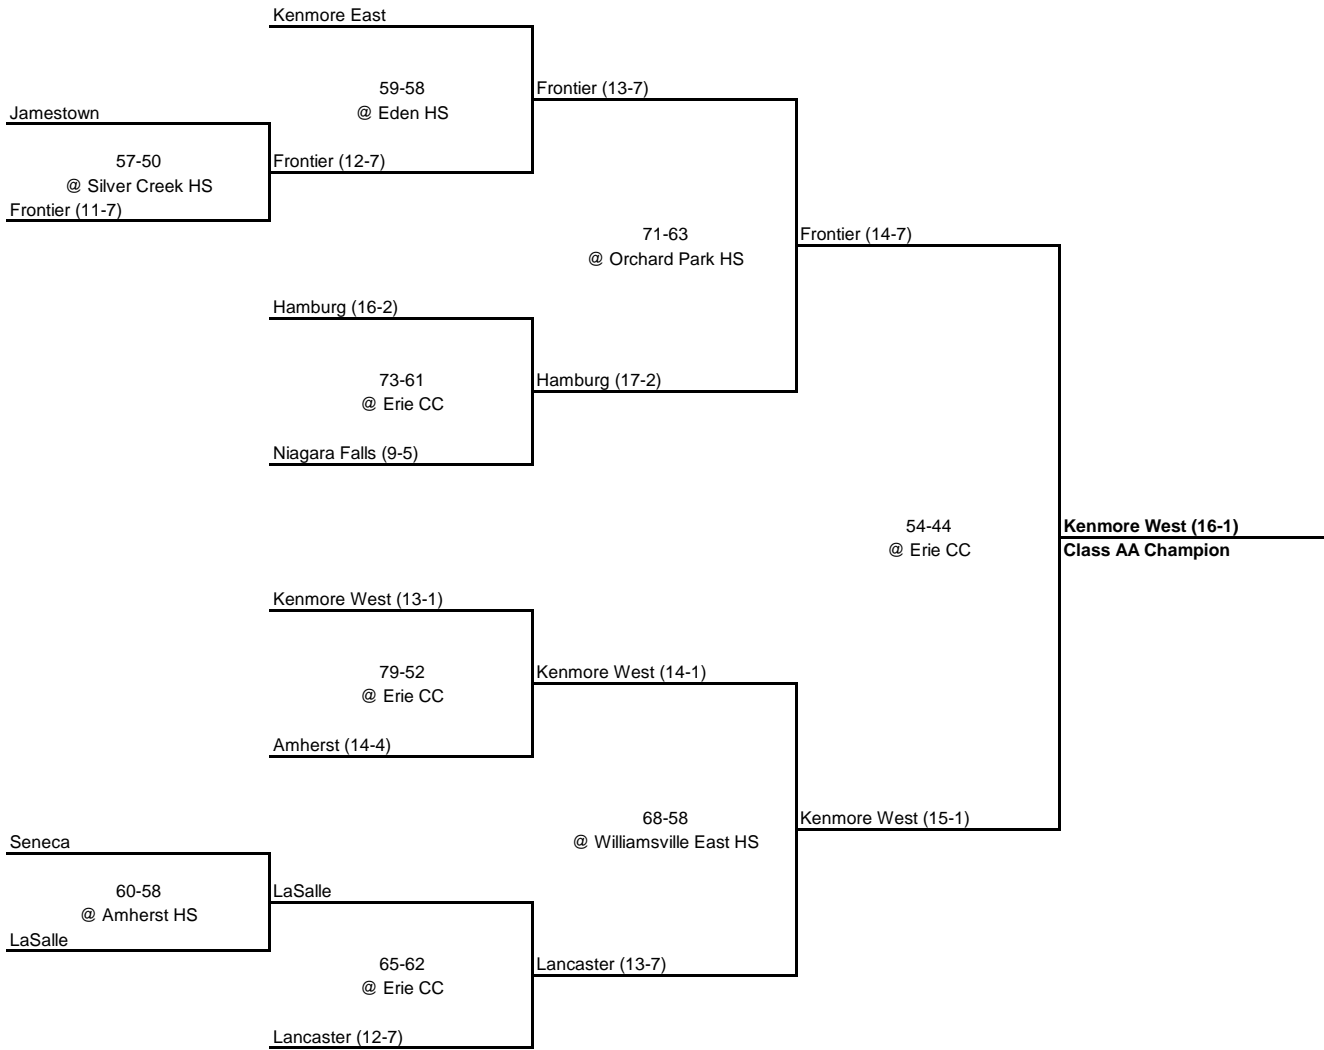 Kenmore East
59-58
@ Eden HS
Frontier (13-7)
Jamestown
57-50
@ Silver Creek HS
Frontier (12-7)
Frontier (11-7)
71-63
@ Orchard Park HS
Frontier (14-7)
Hamburg (16-2)
73-61
@ Erie CC
Hamburg (17-2)
Niagara Falls (9-5)
54-44
@ Erie CC
Kenmore West (16-1)
Class AA Champion
Kenmore West (13-1)
79-52
@ Erie CC
Kenmore West (14-1)
Amherst (14-4)
68-58
@ Williamsville East HS
Kenmore West (15-1)
Seneca
60-58
@ Amherst HS
LaSalle
LaSalle
65-62
@ Erie CC
Lancaster (13-7)
Lancaster (12-7)